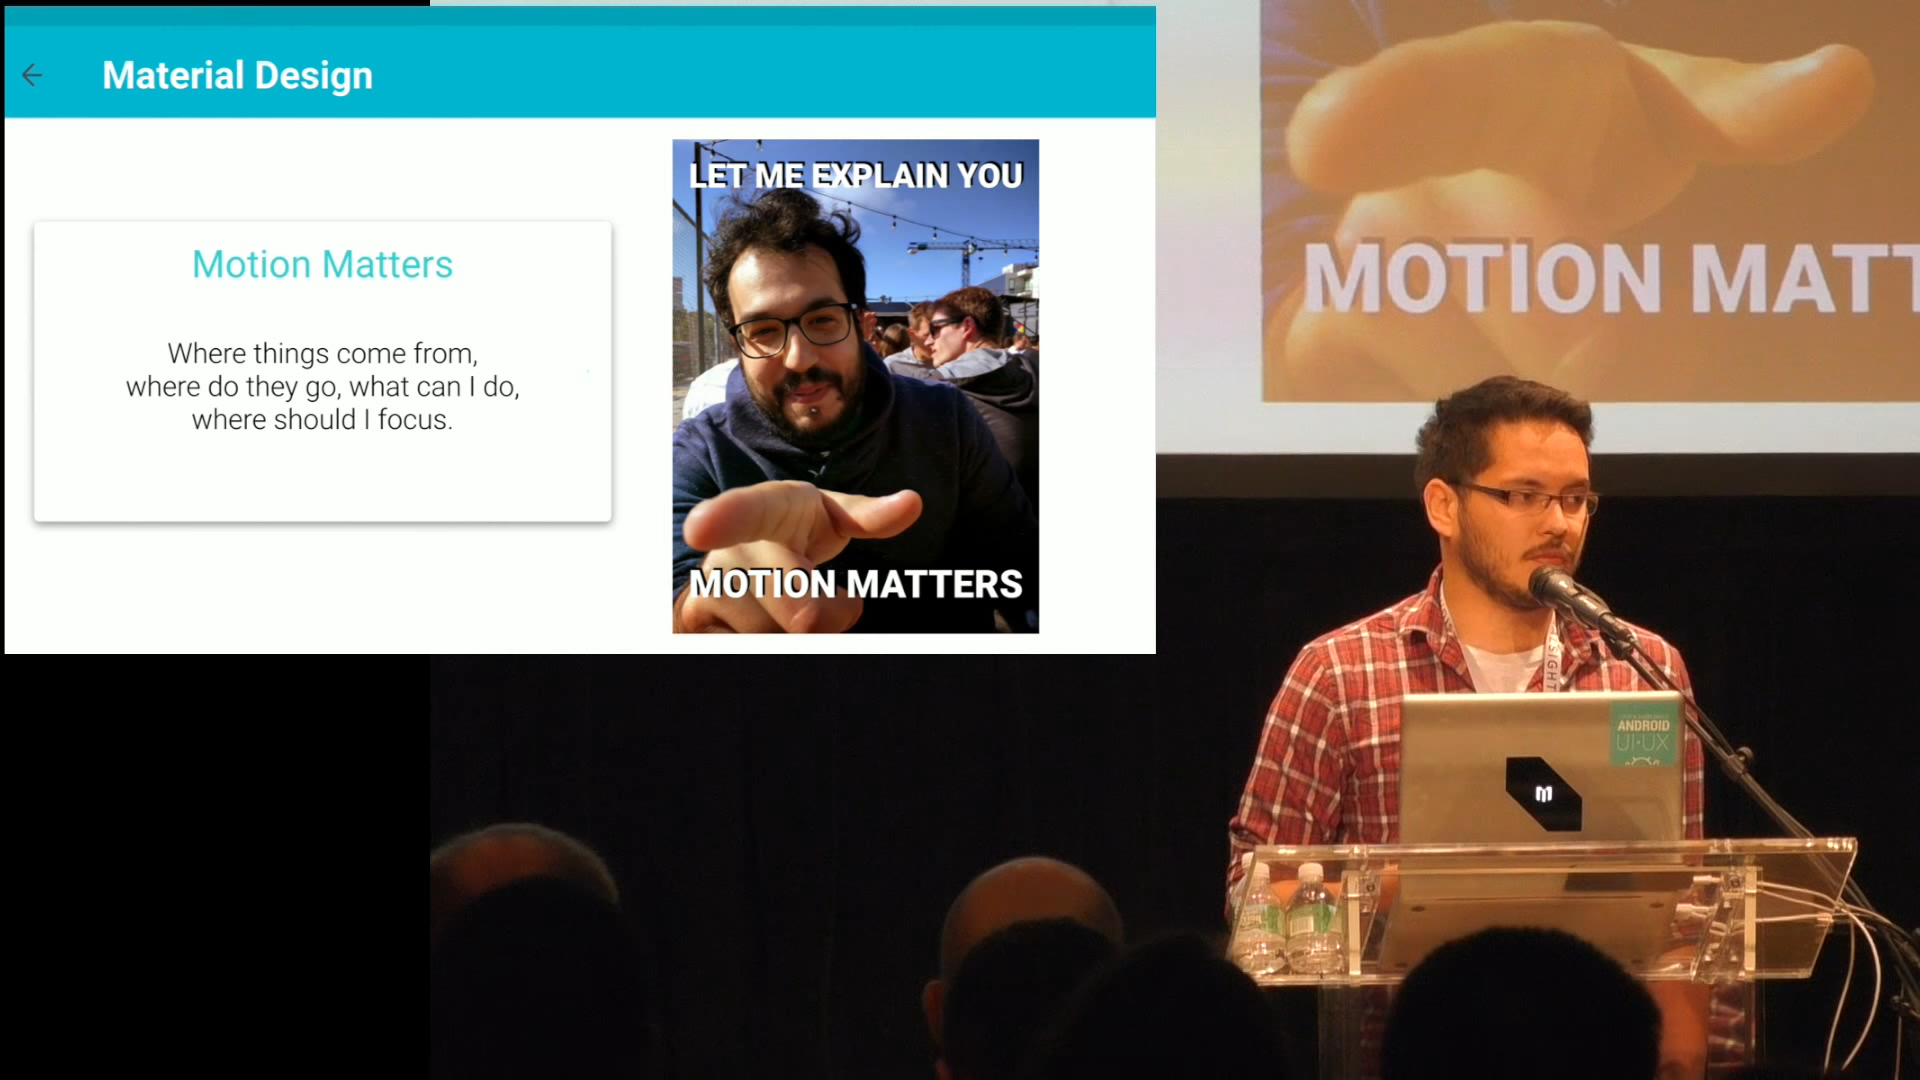 Material Design
Motion Matters
Where things come from,
where do they go, what can I do,
where should I focus.
LET ME EXPLAIN YOU
MOTION MATTERS
MOTION MATT
SIGHT
ANDROID
UI·UX